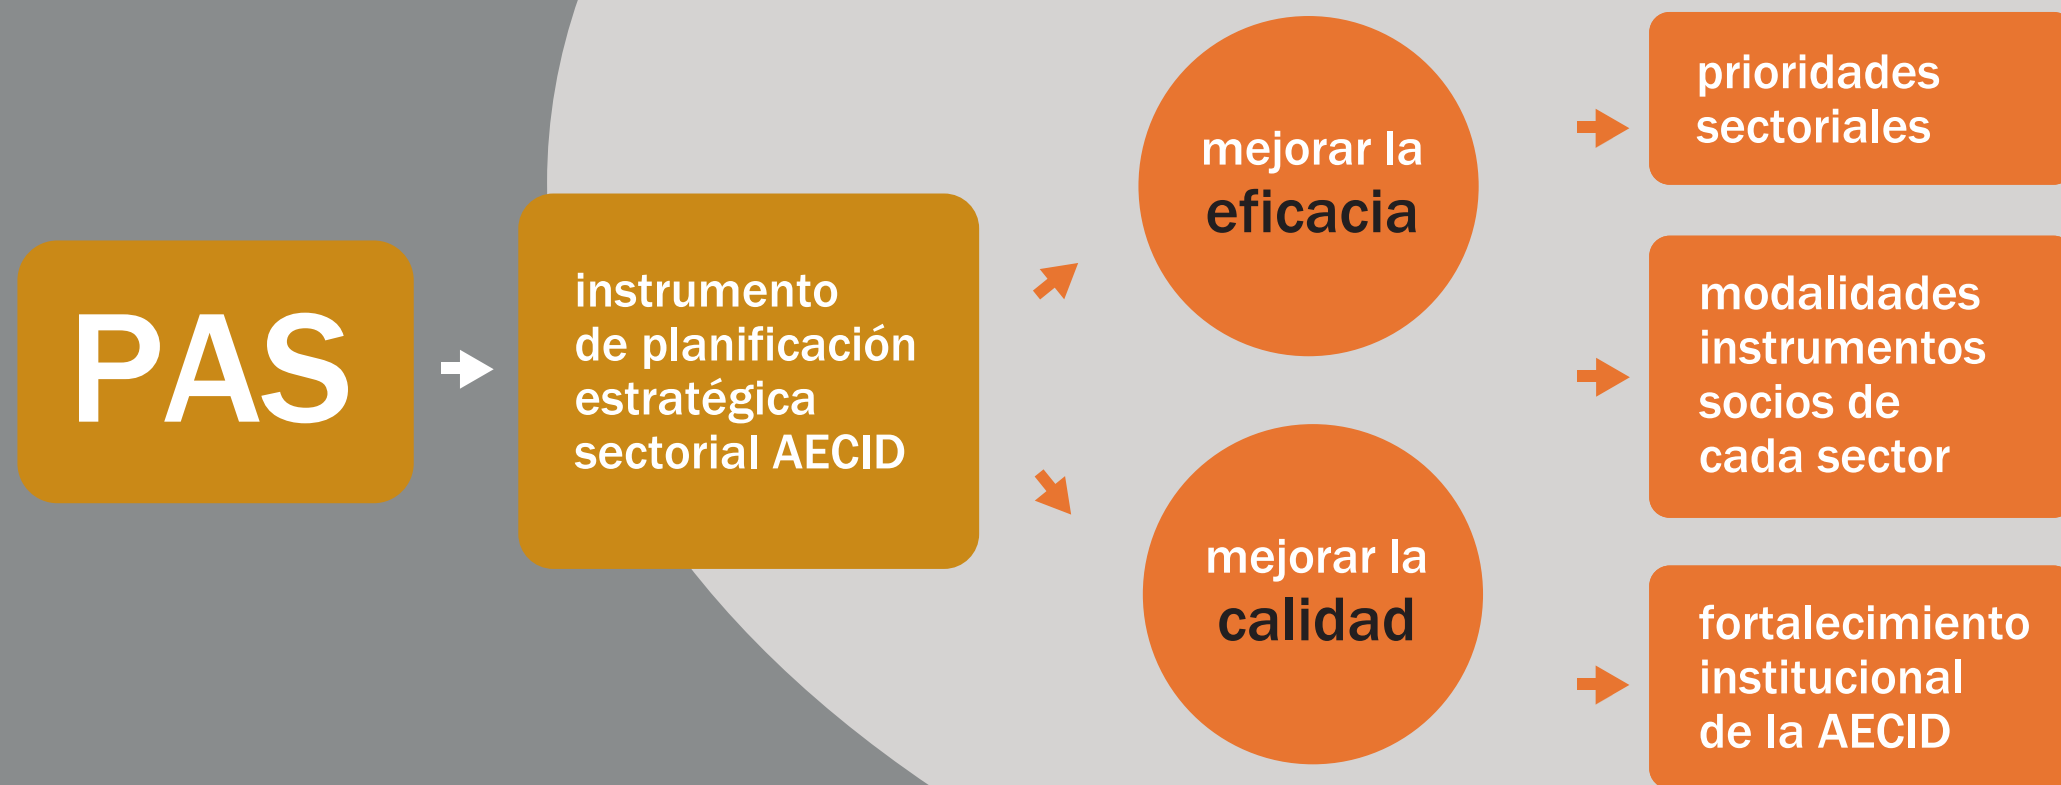 PAS
instrumento
de planificación
estratégica
sectorial AECID
mejorar la
eficacia
mejorar la
calidad
prioridades
sectoriales
modalidades
instrumentos
socios de
cada sector
fortalecimiento
institucional
de la AECID